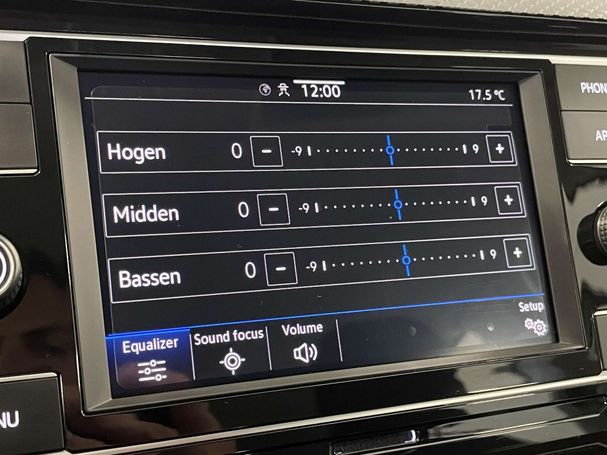 12:00
17.5 °C
PHON
AP
Hogen 0 - -9 9 +
Midden 0 - -9 9 +
Bassen 0 - -9 9 +
Equalizer
Sound focus
Volume
Setup
NU